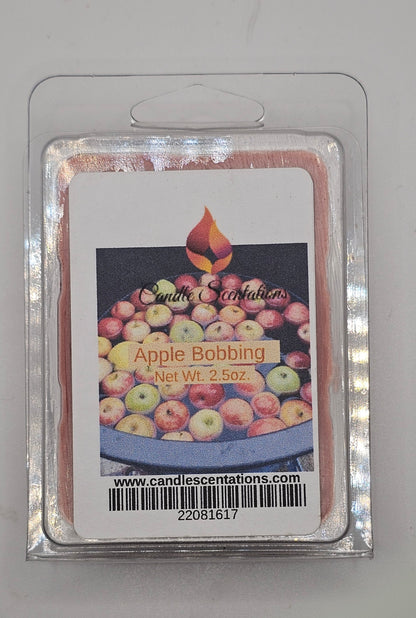 Candle Scentations
Apple Bobbing
Net Wt. 2.5oz.
www.candlescentations.com
22081617